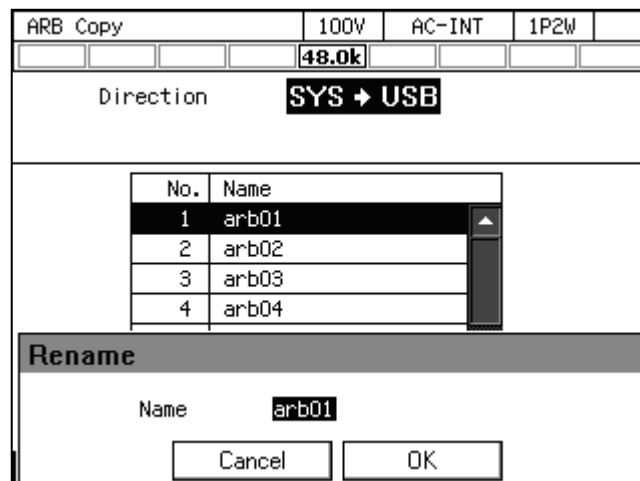 ARB Copy 100V AC-INT 1P2W
48.0k
Direction SYS → USB
No. Name
1 arb01
2 arb02
3 arb03
4 arb04
Rename
Name arb01
Cancel OK